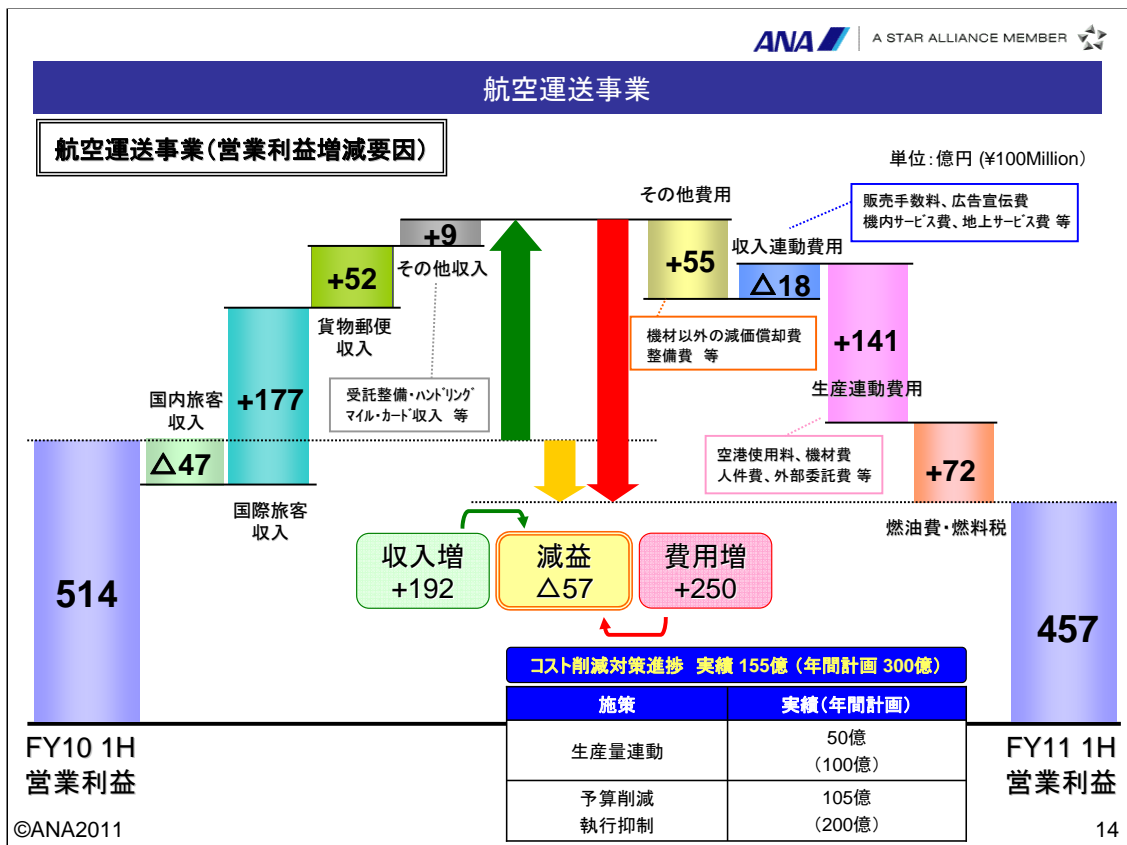 ANA
A STAR ALLIANCE MEMBER
航空運送事業
航空運送事業(営業利益増減要因)
単位：億円 (¥100Million)
その他費用
販売手数料、広告宣伝費
機内ｻｰﾋﾞｽ費、地上ｻｰﾋﾞｽ費 等
+9
その他収入
収入連動費用
+55
△18
+52
貨物郵便
収入
機材以外の減価償却費
整備費 等
+141
生産連動費用
国内旅客
収入
+177
受託整備・ﾊﾝﾄﾞﾘﾝｸﾞ
ﾏｲﾙ・ｶｰﾄﾞ収入 等
△47
空港使用料、機材費
人件費、外部委託費 等
+72
国際旅客
収入
燃油費・燃料税
収入増
+192
減益
△57
費用増
+250
514
457
コスト削減対策進捗 実績 155億 (年間計画 300億)
施策
実績(年間計画)
生産量連動
50億
(100億)
予算削減
執行抑制
105億
(200億)
FY10 1H
営業利益
FY11 1H
営業利益
©ANA2011
14